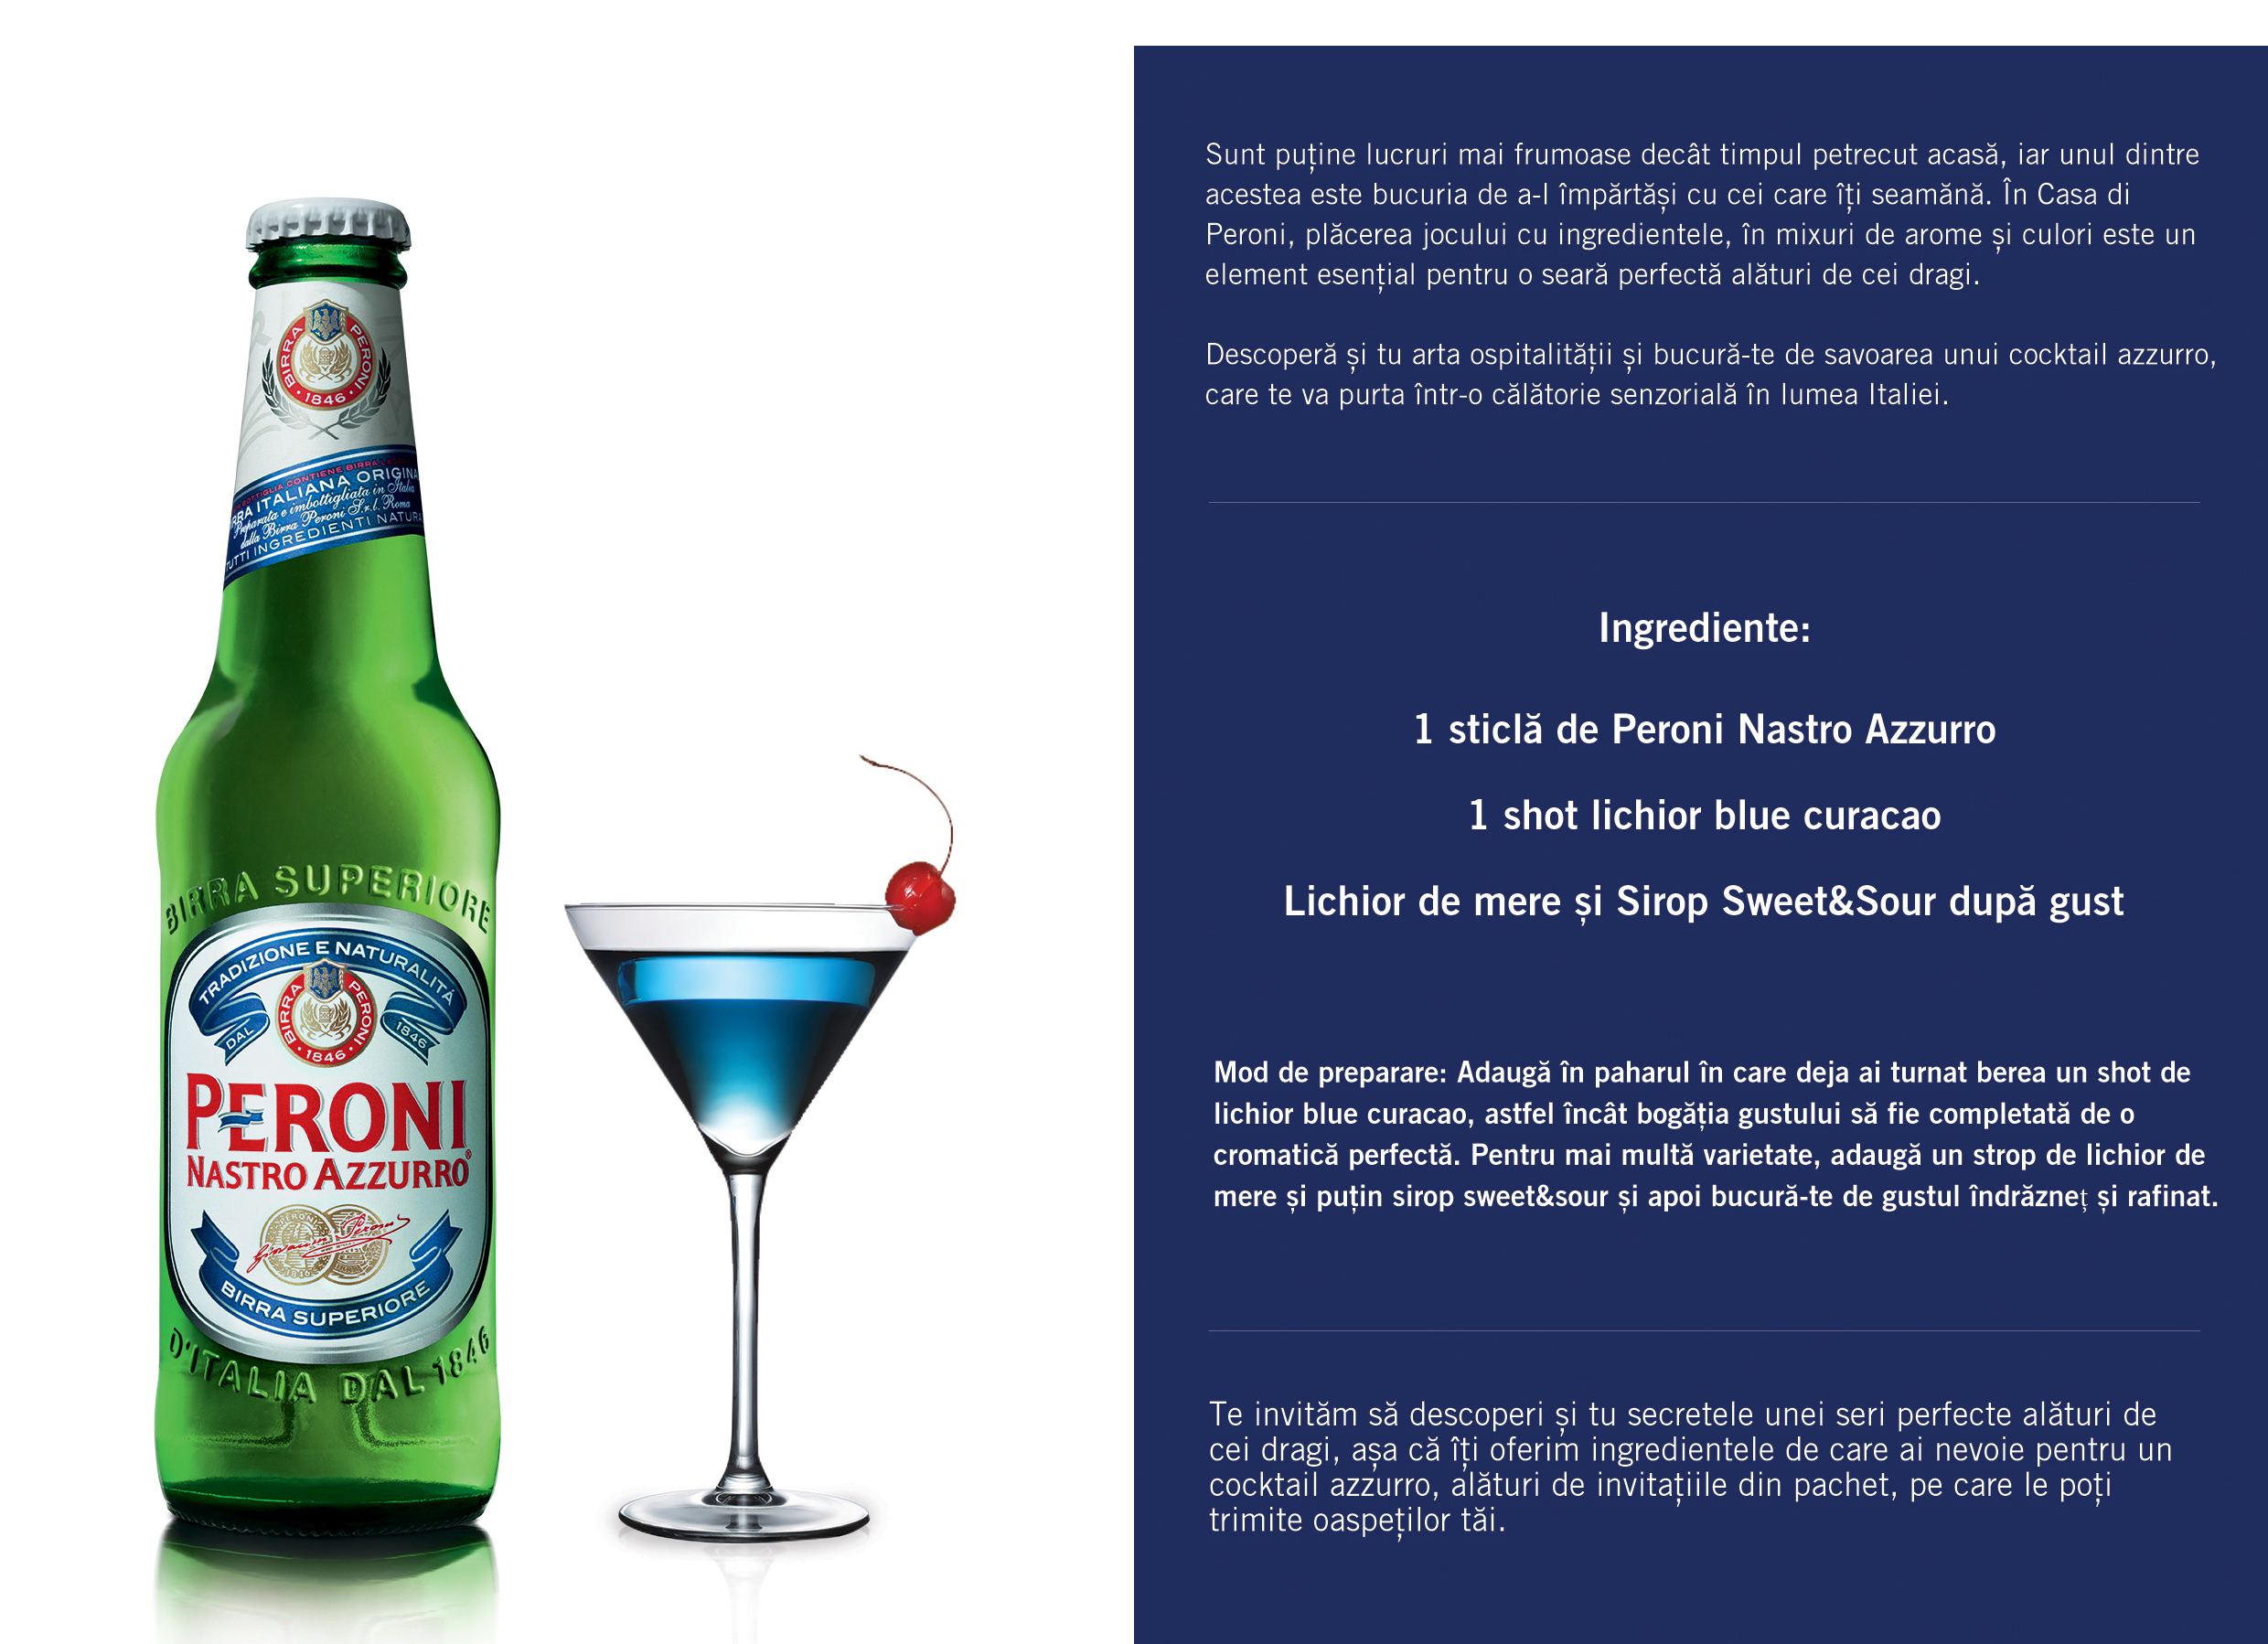 BIRRA PERONI
1846
BOTTIGLIA CONTIENE BIRRA
ITALIANA
Preparata e imbottigliata in Italia
dalla Birra Peroni S.r.l. Roma
TUTTI INGREDIENTI
BIRRA SUPERIORE
TRADIZIONE E NATURALITÁ
DAL 1846
BIRRA PERONI
1846
PERONI
NASTRO AZZURRO®
Giovanni Peroni
BIRRA SUPERIORE
D'ITALIA DAL 1846
Sunt puține lucruri mai frumoase decât timpul petrecut acasă, iar unul dintre
acestea este bucuria de a-l împărtăși cu cei care îți seamănă. În Casa di
Peroni, plăcerea jocului cu ingredientele, în mixuri de arome și culori este un
element esențial pentru o seară perfectă alături de cei dragi.
Descoperă și tu arta ospitalității și bucură-te de savoarea unui cocktail azzurro,
care te va purta într-o călătorie senzorială în lumea Italiei.
Ingrediente:
1 sticlă de Peroni Nastro Azzurro
1 shot lichior blue curacao
Lichior de mere și Sirop Sweet&Sour după gust
Mod de preparare: Adaugă în paharul în care deja ai turnat berea un shot de
lichior blue curacao, astfel încât bogăția gustului să fie completată de o
cromatică perfectă. Pentru mai multă varietate, adaugă un strop de lichior de
mere și puțin sirop sweet&sour și apoi bucură-te de gustul îndrăzneț și rafinat.
Te invităm să descoperi și tu secretele unei seri perfecte alături de
cei dragi, așa că îți oferim ingredientele de care ai nevoie pentru un
cocktail azzurro, alături de invitațiile din pachet, pe care le poți
trimite oaspeților tăi.